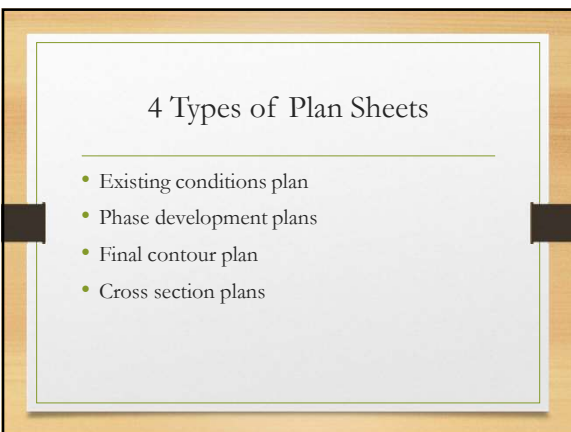 4 Types of Plan Sheets
• Existing conditions plan
• Phase development plans
• Final contour plan
• Cross section plans